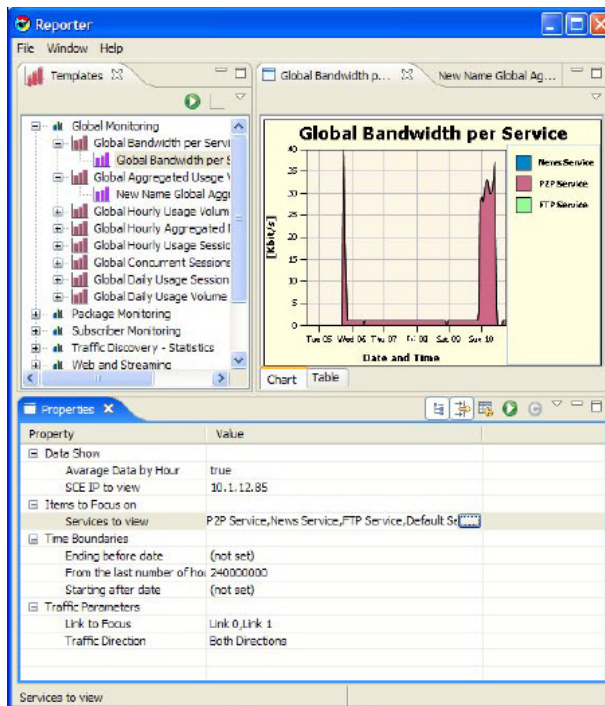 Reporter
File Window Help
Templates
Global Monitoring
Global Bandwidth per Servi
Global Bandwidth per S
Global Aggregated Usage V
New Name Global Aggr
Global Hourly Usage Volum
Global Hourly Aggregated
Global Hourly Usage Sessio
Global Concurrent Sessions
Global Daily Usage Session
Global Daily Usage Volume
Package Monitoring
Subscriber Monitoring
Traffic Discovery - Statistics
Web and Streaming
Global Bandwidth p... New Name Global Ag...
Global Bandwidth per Service
[Kbit/s]
40
35
30
25
20
15
10
5
0
Tue 05 Wed 06 Thu 07 Fri 08 Sat 09 Sun 10
Date and Time
News Service
P2P Service
FTP Service
Chart Table
Properties
Property Value
Data Show
Avarage Data by Hour true
SCE IP to view 10.1.12.85
Items to Focus on
Services to view P2P Service,News Service,FTP Service,Default Se...
Time Boundaries
Ending before date (not set)
From the last number of hou 240000000
Starting after date (not set)
Traffic Parameters
Link to Focus Link 0,Link 1
Traffic Direction Both Directions
Services to view